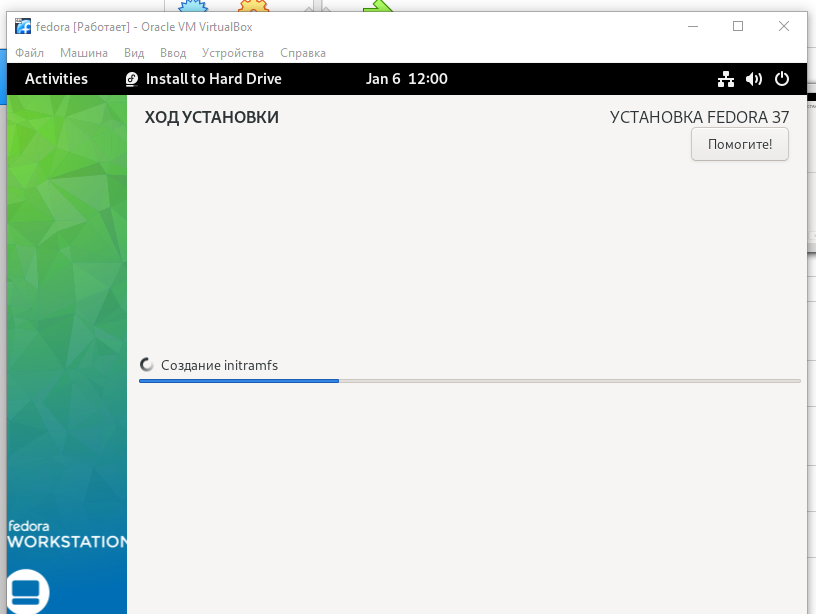 fedora [Работает] - Oracle VM VirtualBox
Файл Машина Вид Ввод Устройства Справка
Activities Install to Hard Drive Jan 6 12:00
ХОД УСТАНОВКИ УСТАНОВКА FEDORA 37
Помогите!
Создание initramfs
fedora
WORKSTATION